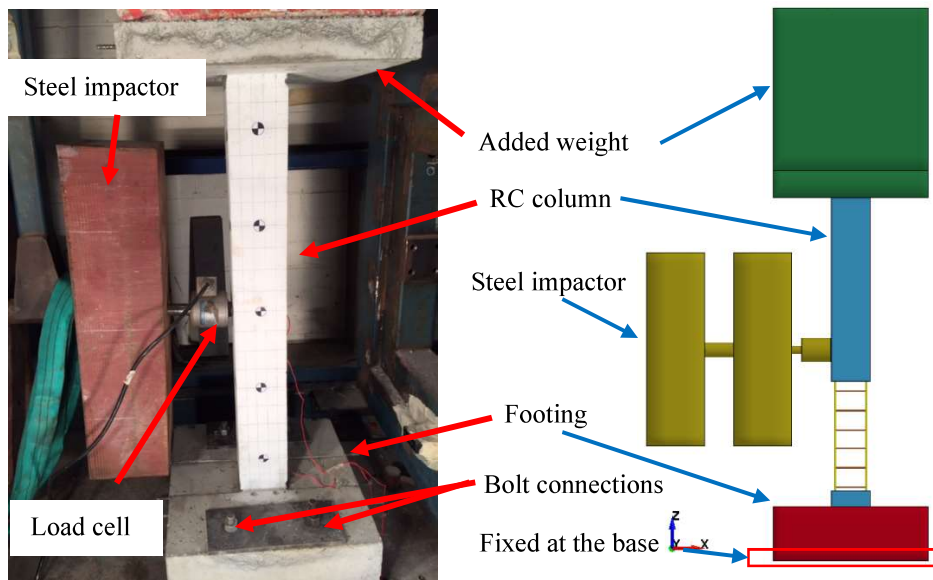 Steel impactor
Added weight
RC column
Steel impactor
Footing
Bolt connections
Load cell
Fixed at the base
Z
Y
X